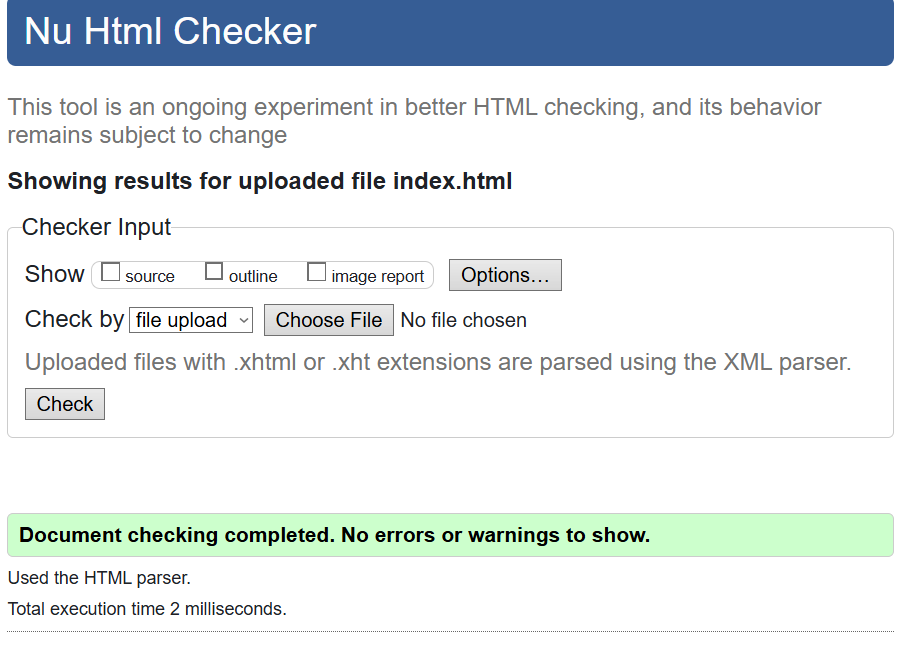 Nu Html Checker
This tool is an ongoing experiment in better HTML checking, and its behavior
remains subject to change
Showing results for uploaded file index.html
Checker Input
Show source outline image report Options...
Check by file upload Choose File No file chosen
Uploaded files with .xhtml or .xht extensions are parsed using the XML parser.
Check
Document checking completed. No errors or warnings to show.
Used the HTML parser.
Total execution time 2 milliseconds.